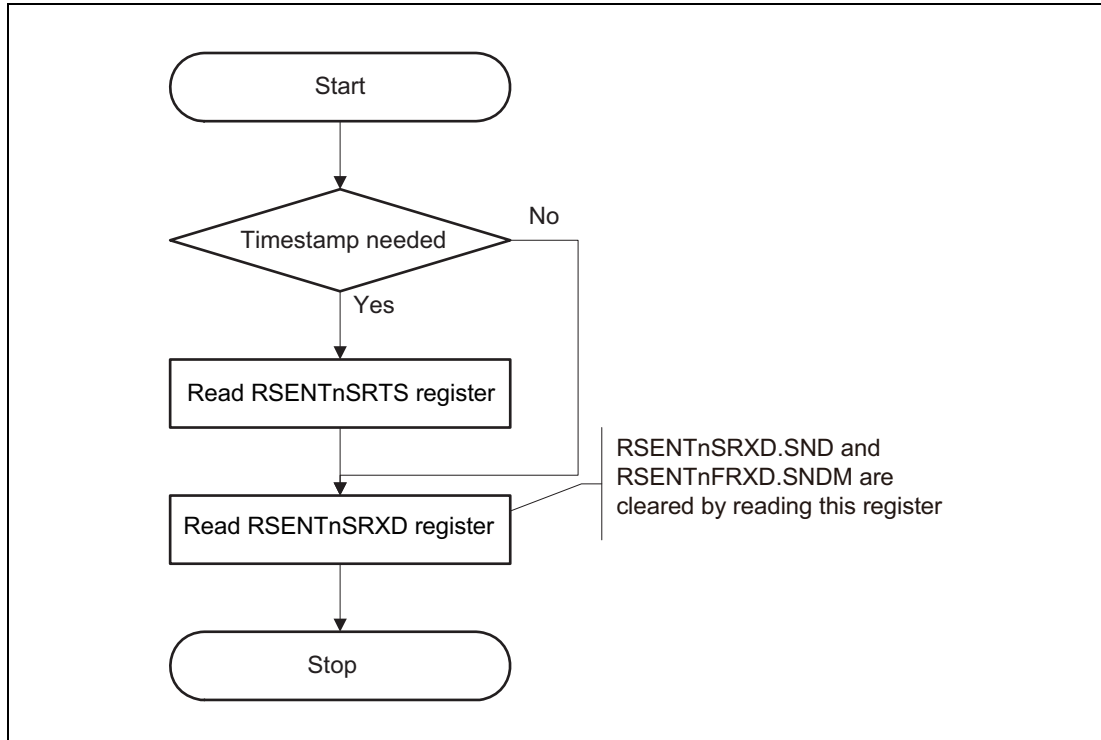 Start
No
Timestamp needed
Yes
Read RSENTnSRTS register
RSENTnSRXD.SND and
RSENTnFRXD.SNDM are
cleared by reading this register
Read RSENTnSRXD register
Stop